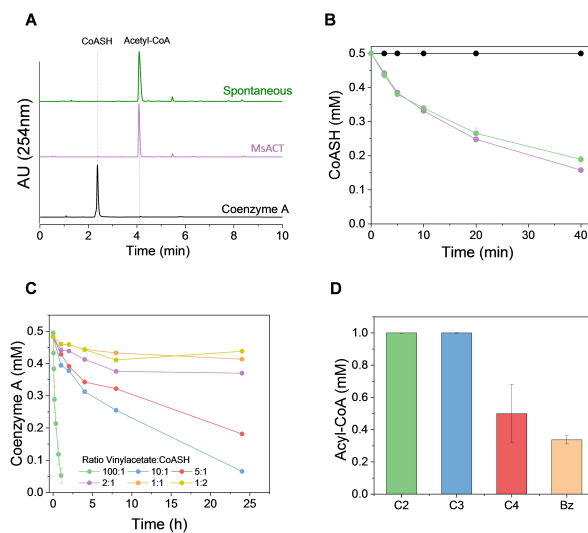 A
CoASH
Acetyl-CoA
Spontaneous
MsACT
Coenzyme A
AU (254nm)
0 2 4 6 8 10
Time (min)
B
0.5
0.4
0.3
0.2
0.1
0.0
CoASH (mM)
0 10 20 30 40
Time (min)
C
0.5
0.4
0.3
0.2
0.1
0.0
Coenzyme A (mM)
Ratio Vinylacetate:CoASH
100:1 10:1 5:1
2:1 1:1 1:2
0 5 10 15 20 25
Time (h)
D
1.0
0.8
0.6
0.4
0.2
0.0
Acyl-CoA (mM)
C2 C3 C4 Bz